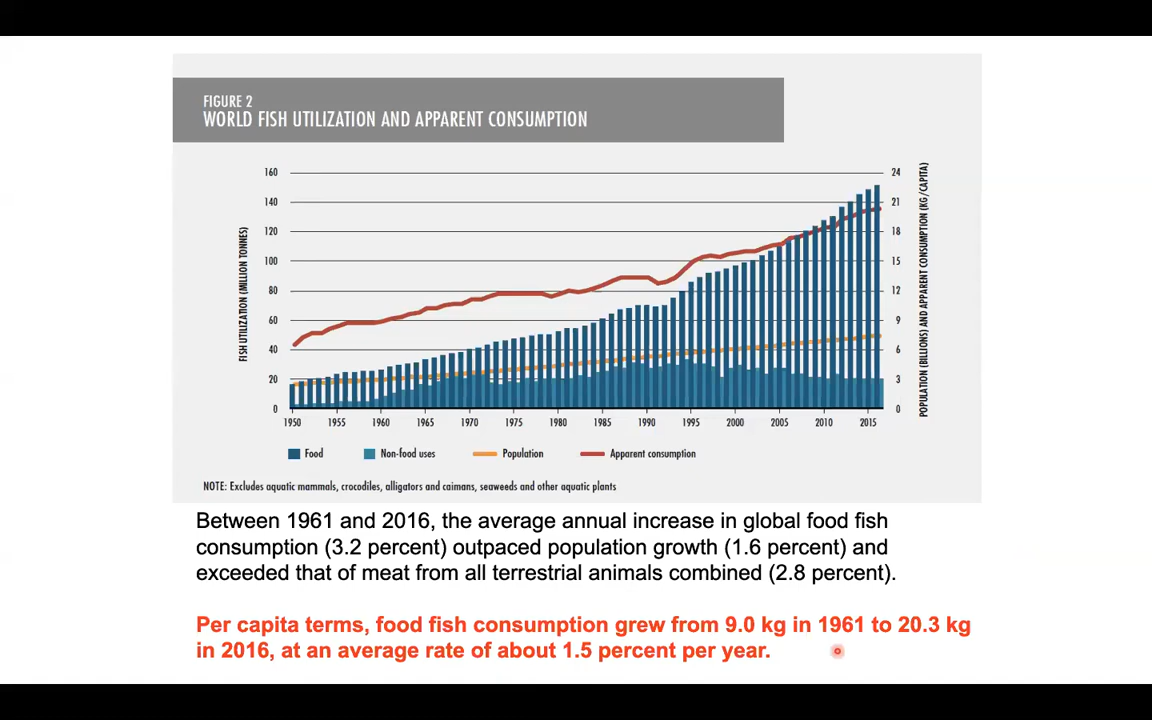 FIGURE 2
WORLD FISH UTILIZATION AND APPARENT CONSUMPTION
FISH UTILIZATION (MILLION TONNES)
160
140
120
100
80
60
40
20
0
24
21
18
15
12
9
6
3
0
POPULATION (BILLIONS) AND APPARENT CONSUMPTION (KG/CAPITA)
1950 1955 1960 1965 1970 1975 1980 1985 1990 1995 2000 2005 2010 2015
Food Non-food uses Population Apparent consumption
NOTE: Excludes aquatic mammals, crocodiles, alligators and caimans, seaweeds and other aquatic plants
Between 1961 and 2016, the average annual increase in global food fish
consumption (3.2 percent) outpaced population growth (1.6 percent) and
exceeded that of meat from all terrestrial animals combined (2.8 percent).
Per capita terms, food fish consumption grew from 9.0 kg in 1961 to 20.3 kg
in 2016, at an average rate of about 1.5 percent per year.